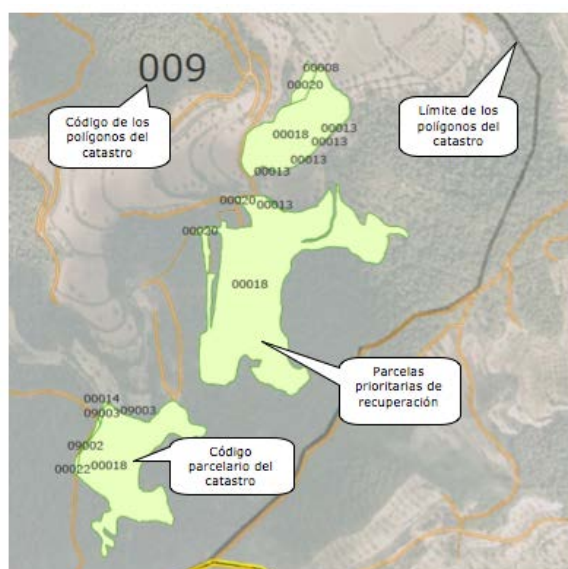 009
00008
00020
Código de los
polígonos del
catastro
Límite de los
polígonos del
catastro
00018
00013
00013
00013
00013
00020
00013
00020
00018
Parcelas
prioritarias de
recuperación
00014
09003
09003
09002
Código
parcelario del
catastro
00022
00018